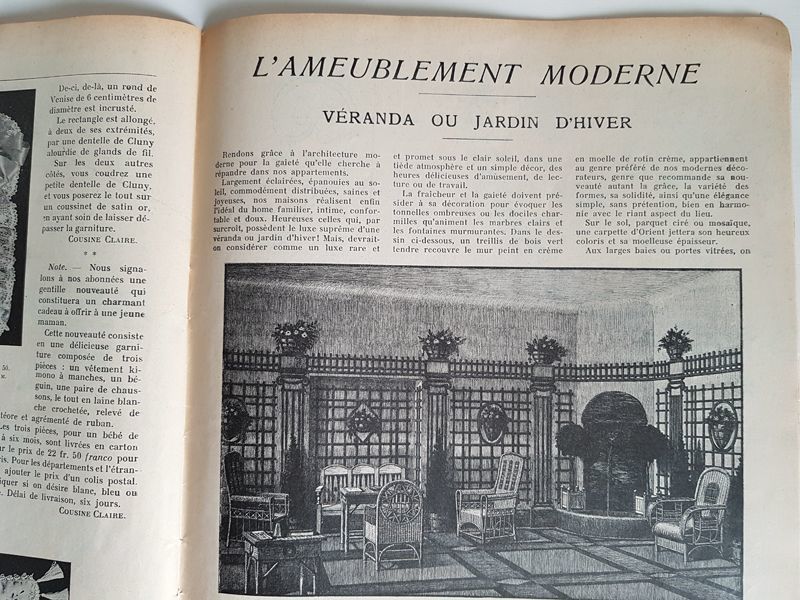 De-ci, de-là, un rond de
Venise de 6 centimètres de
diamètre est incrusté.
Le rectangle est allongé,
à deux de ses extrémités,
par une dentelle de Cluny
alourdie de glands de fil.
Sur les deux autres
côtés, vous coudrez une
petite dentelle de Cluny,
et vous poserez le tout sur
un coussinet de satin or,
en ayant soin de laisser dé-
passer la garniture.
COUSINE CLAIRE.
* *
Note. — Nous signa-
lons à nos abonnées une
gentille nouveauté qui
constituera un charmant
cadeau à offrir à une jeune
maman.
Cette nouveauté consiste
en une délicieuse garni-
ture composée de trois
pièces : un vêtement ki-
mono à manches, un bé-
guin, une paire de chaus-
sons, le tout en laine blan-
che crochetée, relevé de
téore et agrémenté de ruban.
Les trois pièces, pour un bébé de
à six mois, sont livrées en carton
r le prix de 22 fr. 50 franco pour
is. Pour les départements et l'étran-
ajouter le prix d'un colis postal.
iquer si on désire blanc, bleu ou
. Délai de livraison, six jours.
COUSINE CLAIRE.
50.
L'AMEUBLEMENT MODERNE
VÉRANDA OU JARDIN D'HIVER
Rendons grâce à l'architecture mo-
derne pour la gaieté qu'elle cherche à
répandre dans nos appartements.
Largement éclairées, épanouies au so-
leil, commodément distribuées, saines et
joyeuses, nos maisons réalisent enfin
l'idéal du home familier, intime, confor-
table et doux. Heureuses celles qui, par
surcroît, possèdent le luxe suprême d'une
véranda ou jardin d'hiver! Mais, devrait-
on considérer comme un luxe rare et
et promet sous le clair soleil, dans une
tiède atmosphère et un simple décor, des
heures délicieuses d'amusement, de lec-
ture ou de travail.
La fraîcheur et la gaieté doivent pré-
sider à sa décoration pour évoquer les
tonnelles ombreuses ou les dociles char-
milles qu'animent les marbres clairs et
les fontaines murmurantes. Dans le des-
sin ci-dessous, un treillis de bois vert
tendre recouvre le mur peint en crème
en moelle de rotin crème, appartiennent
au genre préféré de nos modernes déco-
rateurs, genre que recommande sa nou-
veauté autant la grâce, la variété des
formes, sa solidité, ainsi qu'une élégance
simple, sans prétention, bien en harmo-
nie avec le riant aspect du lieu.
Sur le sol, parquet ciré ou mosaïque,
une carpette d'Orient jettera son heureux
coloris et sa moelleuse épaisseur.
Aux larges baies ou portes vitrées, on